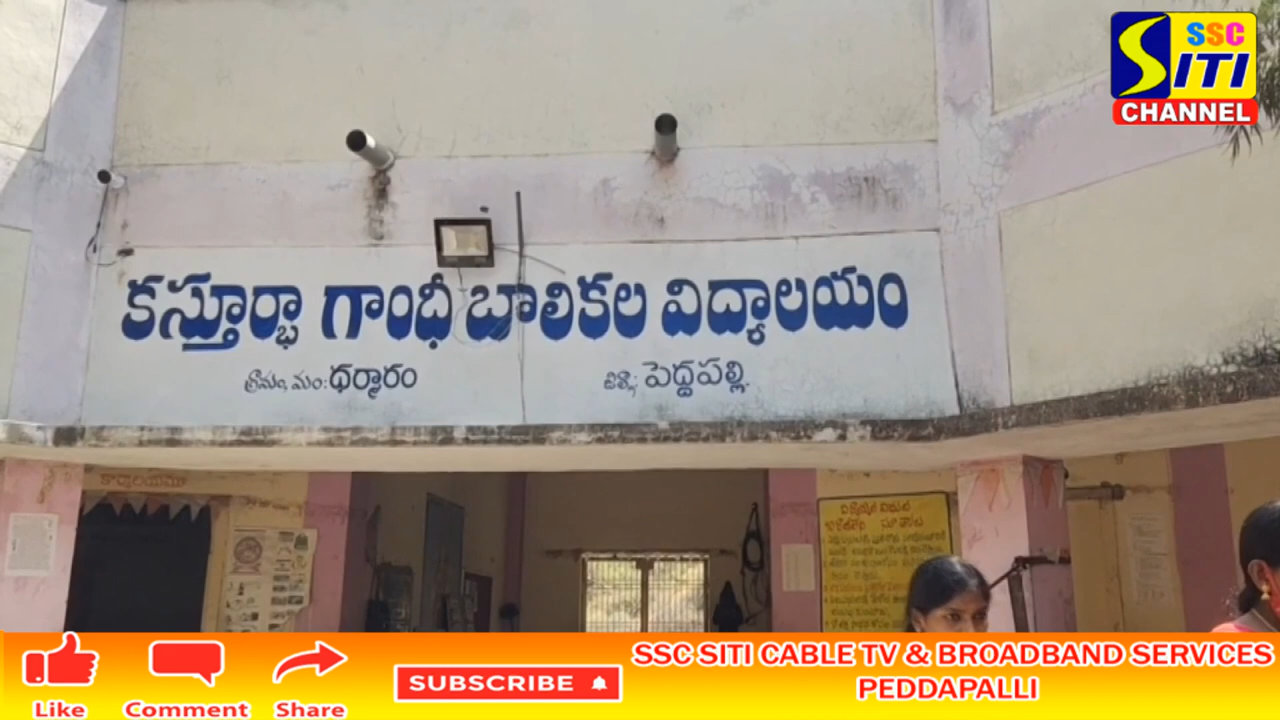 SSC
SITI
CHANNEL
కస్తూర్భా గాంధీ బాలికల విద్యాలయం
గ్రామం, మం: ధర్మారం
జిల్లా: పెద్దపల్లి.
కార్యాలయము
Like
Comment
Share
SUBSCRIBE
SSC SITI CABLE TV & BROADBAND SERVICES
PEDDAPALLI